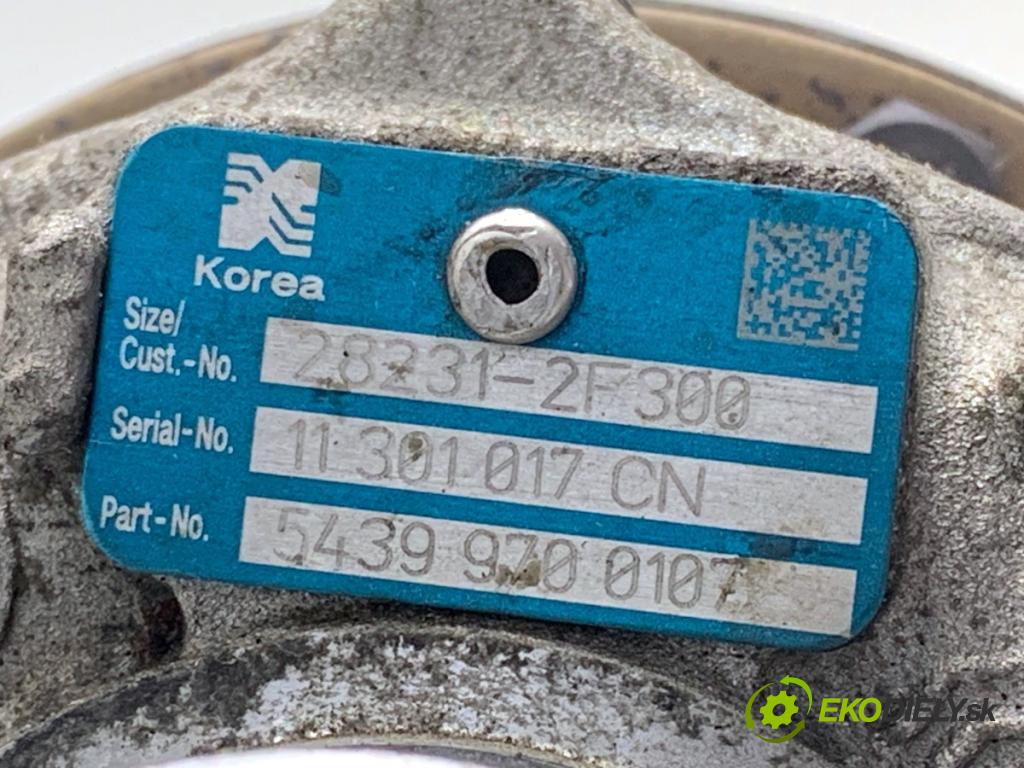 Korea
Size/
Cust.-No. 28231-2F300
Serial-No. 11 301 017 CN
Part-No. 5439 970 0107
EKODIELY.sk